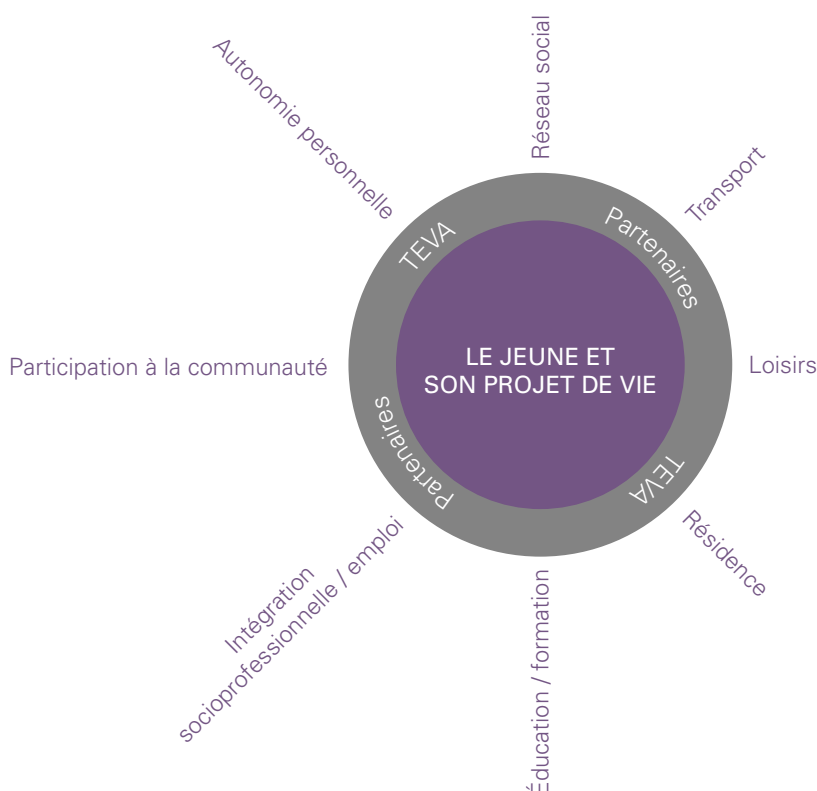 Réseau social
Autonomie personnelle
Transport
TEVA
Partenaires
Participation à la communauté
LE JEUNE ET
SON PROJET DE VIE
Loisirs
Partenaires
TEVA
Résidence
Intégration
socioprofessionnelle / emploi
Éducation / formation